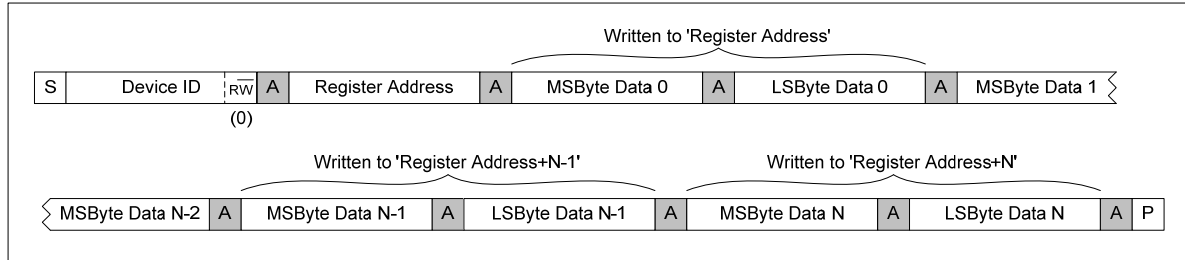 Written to 'Register Address'
S Device ID RW A Register Address A MSByte Data 0 A LSByte Data 0 A MSByte Data 1
(0)
Written to 'Register Address+N-1' Written to 'Register Address+N'
MSByte Data N-2 A MSByte Data N-1 A LSByte Data N-1 A MSByte Data N A LSByte Data N A P